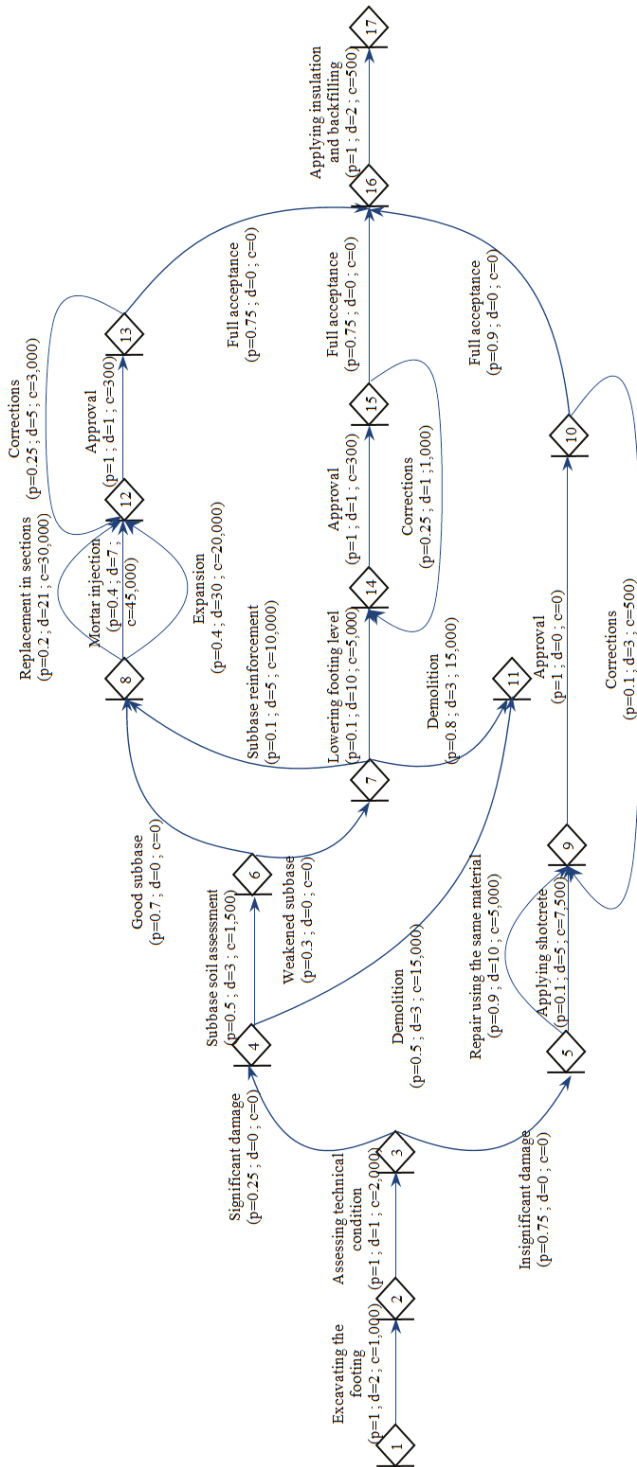 1
Excavating the
footing
(p=1 ; d=2 ; c=1,000)
2
Assessing technical
condition
(p=1 ; d=1 ; c=2,000)
3
Significant damage
(p=0.25 ; d=0 ; c=0)
Insignificant damage
(p=0.75 ; d=0 ; c=0)
4
Subbase soil assessment
(p=0.5 ; d=3 ; c=1,500)
Demolition
(p=0.5 ; d=3 ; c=15,000)
5
Repair using the same material
(p=0.9 ; d=10 ; c=5,000)
Applying shotcrete
(p=0.1 ; d=5 ; c=7,500)
6
Good subbase
(p=0.7 ; d=0 ; c=0)
Weakened subbase
(p=0.3 ; d=0 ; c=0)
7
Subbase reinforcement
(p=0.1 ; d=5 ; c=10,000)
Lowering footing level
(p=0.1 ; d=10 ; c=5,000)
Demolition
(p=0.8 ; d=3 ; 15,000)
8
Replacement in sections
(p=0.2 ; d=21 ; c=30,000)
Mortar injection
(p=0.4 ; d=7 ;
c=45,000)
Expansion
(p=0.4 ; d=30 ; c=20,000)
9
Approval
(p=1 ; d=0 ; c=0)
Corrections
(p=0.1 ; d=3 ; c=500)
10
Full acceptance
(p=0.9 ; d=0 ; c=0)
11
12
Corrections
(p=0.25 ; d=5 ; c=3,000)
Approval
(p=1 ; d=1 ; c=300)
13
Full acceptance
(p=0.75 ; d=0 ; c=0)
14
Approval
(p=1 ; d=1 ; c=300)
Corrections
(p=0.25 ; d=1 ;1,000)
15
Full acceptance
(p=0.75 ; d=0 ; c=0)
16
Applying insulation
and backfilling
(p=1 ; d=2 ; c=500)
17